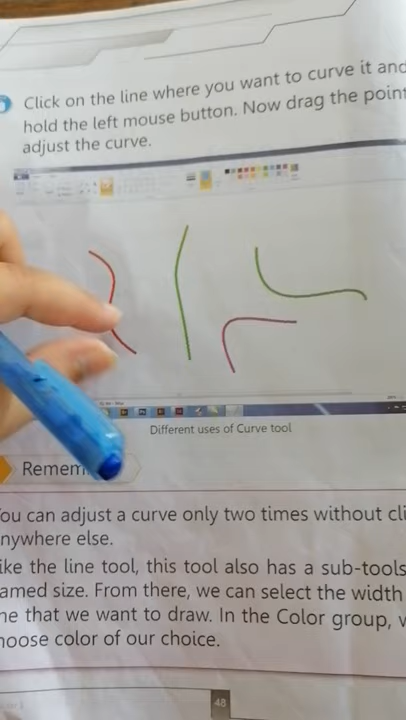 Click on the line where you want to curve it and
hold the left mouse button. Now drag the point
adjust the curve.
Different uses of Curve tool
Remem
You can adjust a curve only two times without cli
nywhere else.
ike the line tool, this tool also has a sub-tools
amed size. From there, we can select the width
ne that we want to draw. In the Color group, w
hoose color of our choice.
48